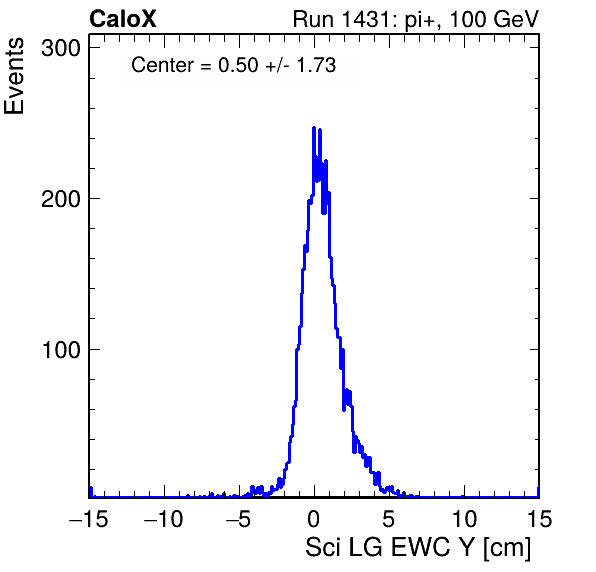 CaloX Run 1431: pi+, 100 GeV
Events
300
Center = 0.50 +/- 1.73
200
100
−15 −10 −5 0 5 10 15
Sci LG EWC Y [cm]